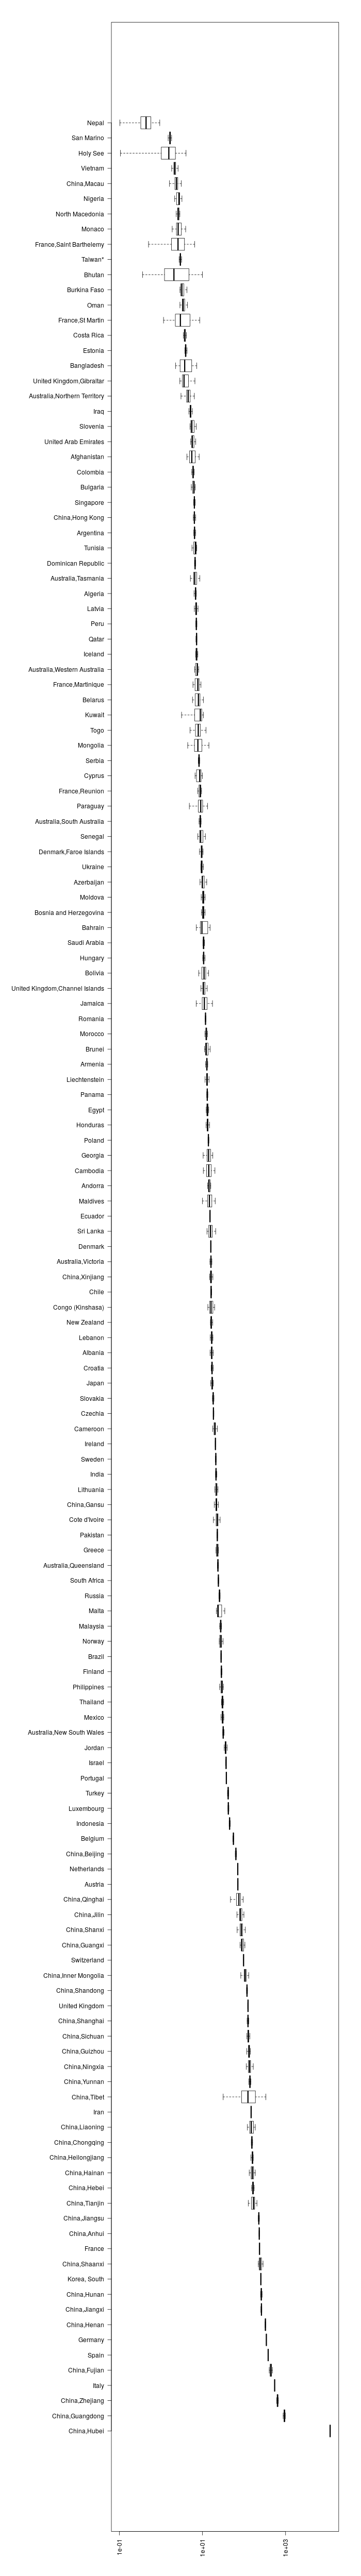 Nepal
San Marino
Holy See
Vietnam
China,Macau
Nigeria
North Macedonia
Monaco
France,Saint Barthelemy
Taiwan*
Bhutan
Burkina Faso
Oman
France,St Martin
Costa Rica
Estonia
Bangladesh
United Kingdom,Gibraltar
Australia,Northern Territory
Iraq
Slovenia
United Arab Emirates
Afghanistan
Colombia
Bulgaria
Singapore
China,Hong Kong
Argentina
Tunisia
Dominican Republic
Australia,Tasmania
Algeria
Latvia
Peru
Qatar
Iceland
Australia,Western Australia
France,Martinique
Belarus
Kuwait
Togo
Mongolia
Serbia
Cyprus
France,Reunion
Paraguay
Australia,South Australia
Senegal
Denmark,Faroe Islands
Ukraine
Azerbaijan
Moldova
Bosnia and Herzegovina
Bahrain
Saudi Arabia
Hungary
Bolivia
United Kingdom,Channel Islands
Jamaica
Romania
Morocco
Brunei
Armenia
Liechtenstein
Panama
Egypt
Honduras
Poland
Georgia
Cambodia
Andorra
Maldives
Ecuador
Sri Lanka
Denmark
Australia,Victoria
China,Xinjiang
Chile
Congo (Kinshasa)
New Zealand
Lebanon
Albania
Croatia
Japan
Slovakia
Czechia
Cameroon
Ireland
Sweden
India
Lithuania
China,Gansu
Cote d'Ivoire
Pakistan
Greece
Australia,Queensland
South Africa
Russia
Malta
Malaysia
Norway
Brazil
Finland
Philippines
Thailand
Mexico
Australia,New South Wales
Jordan
Israel
Portugal
Turkey
Luxembourg
Indonesia
Belgium
China,Beijing
Netherlands
Austria
China,Qinghai
China,Jilin
China,Shanxi
China,Guangxi
Switzerland
China,Inner Mongolia
China,Shandong
United Kingdom
China,Shanghai
China,Sichuan
China,Guizhou
China,Ningxia
China,Yunnan
China,Tibet
Iran
China,Liaoning
China,Chongqing
China,Heilongjiang
China,Hainan
China,Hebei
China,Tianjin
China,Jiangsu
China,Anhui
France
China,Shaanxi
Korea, South
China,Hunan
China,Jiangxi
China,Henan
Germany
Spain
China,Fujian
Italy
China,Zhejiang
China,Guangdong
China,Hubei
1e-01
1e+01
1e+03